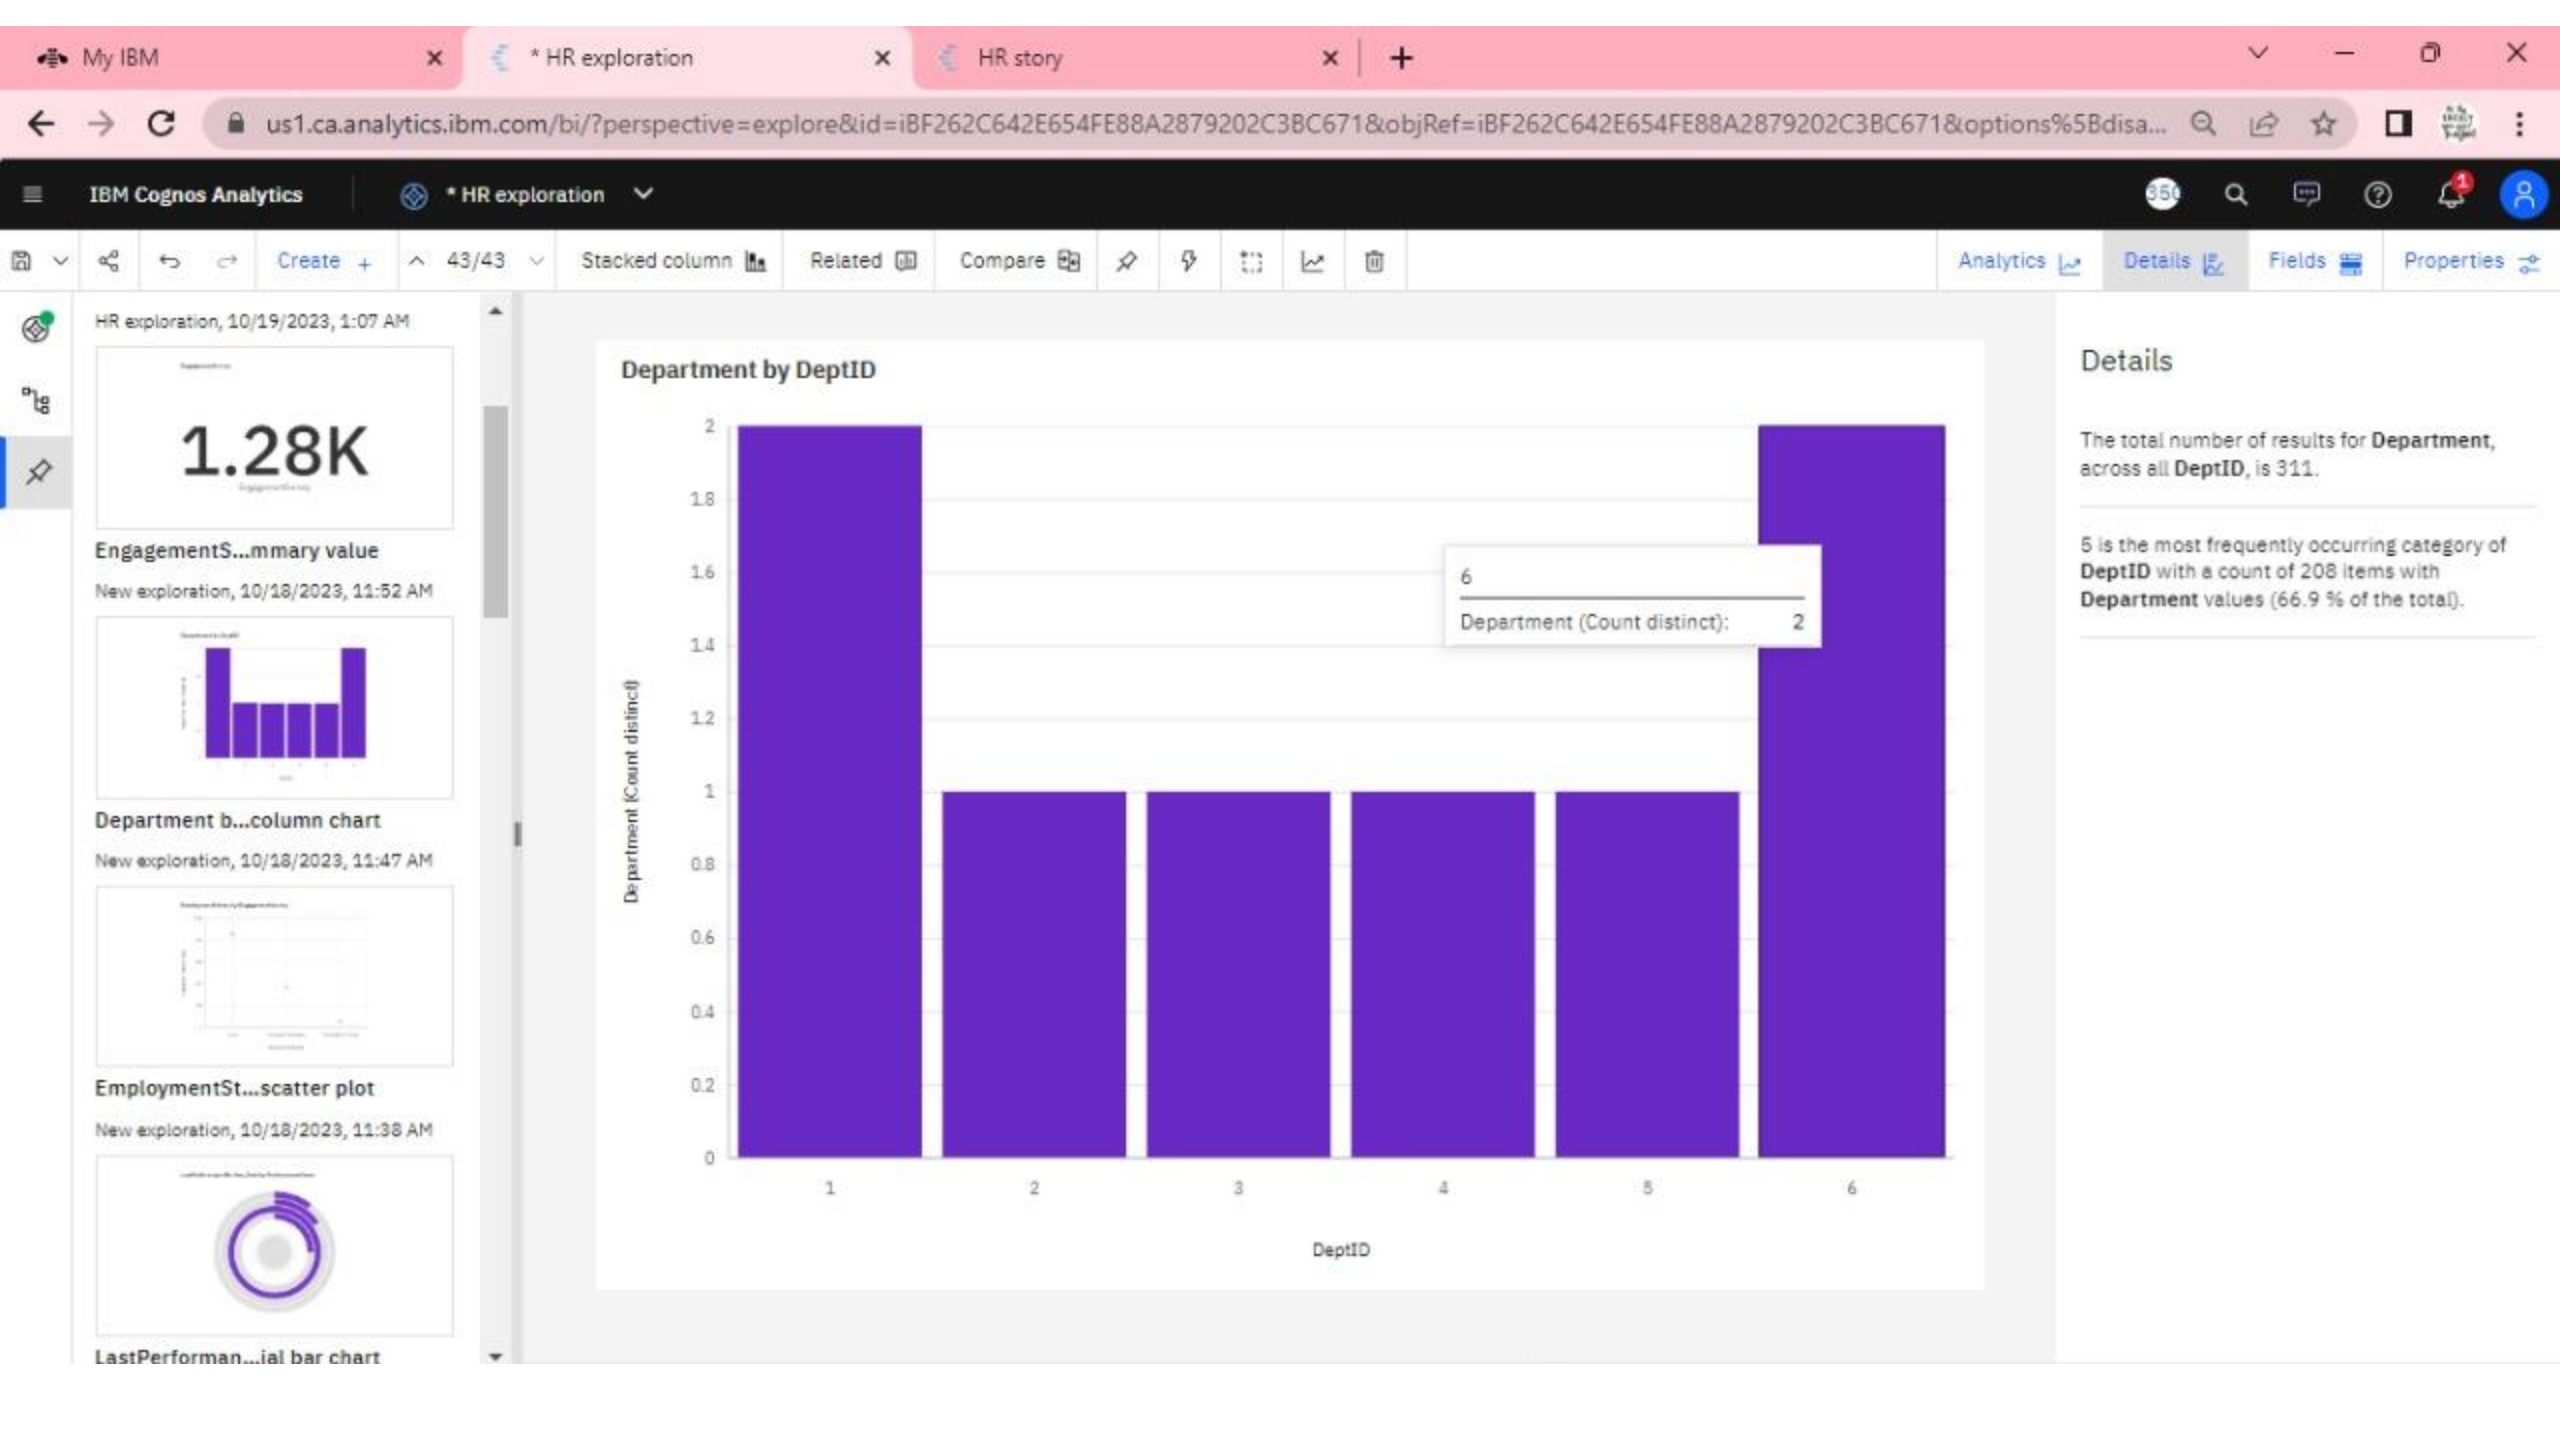 My IBM
* HR exploration
HR story
us1.ca.analytics.ibm.com/bi/?perspective=explore&id=iBF262C642E654FE88A2879202C3BC671&objRef=iBF262C642E654FE88A2879202C3BC671&options%5Bdisa...
IBM Cognos Analytics
* HR exploration
1
Create +
43/43
Stacked column
Related
Compare
Analytics
Details
Fields
Properties
HR exploration, 10/19/2023, 1:07 AM
1.28K
EngagementS...mmary value
New exploration, 10/18/2023, 11:52 AM
Department b...column chart
New exploration, 10/18/2023, 11:47 AM
EmploymentSt...scatter plot
New exploration, 10/18/2023, 11:38 AM
LastPerforman...ial bar chart
Department by DeptID
Department (Count distinct)
2
1.8
1.6
1.4
1.2
1
0.8
0.6
0.4
0.2
0
6
Department (Count distinct): 2
1 2 3 4 5 6
DeptID
Details
The total number of results for Department,
across all DeptID, is 311.
5 is the most frequently occurring category of
DeptID with a count of 208 items with
Department values (66.9 % of the total).